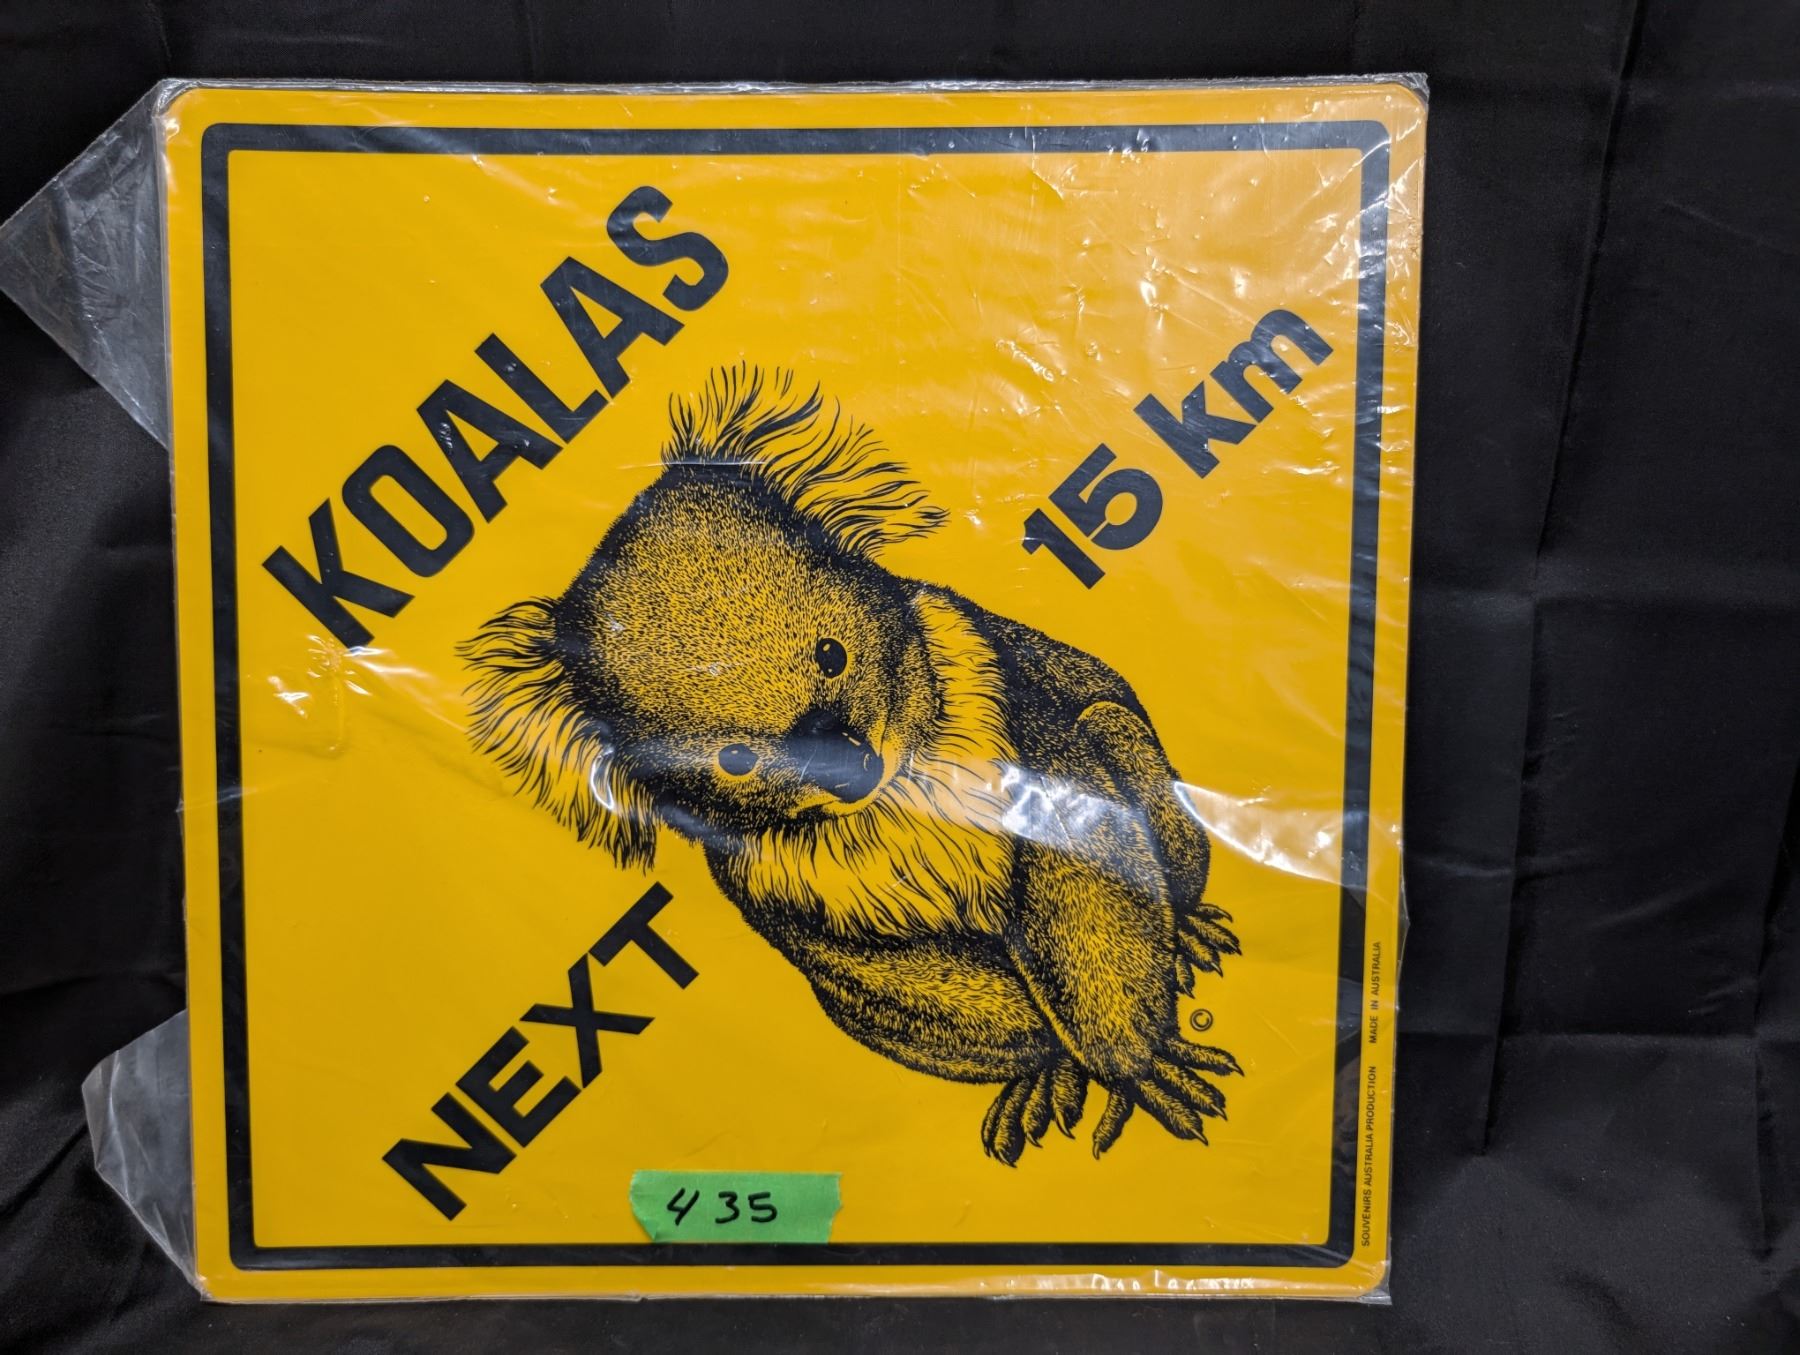 KOALAS
NEXT
15 km
©
SOUVENIRS AUSTRALIA PRODUCTION MADE IN AUSTRALIA
435